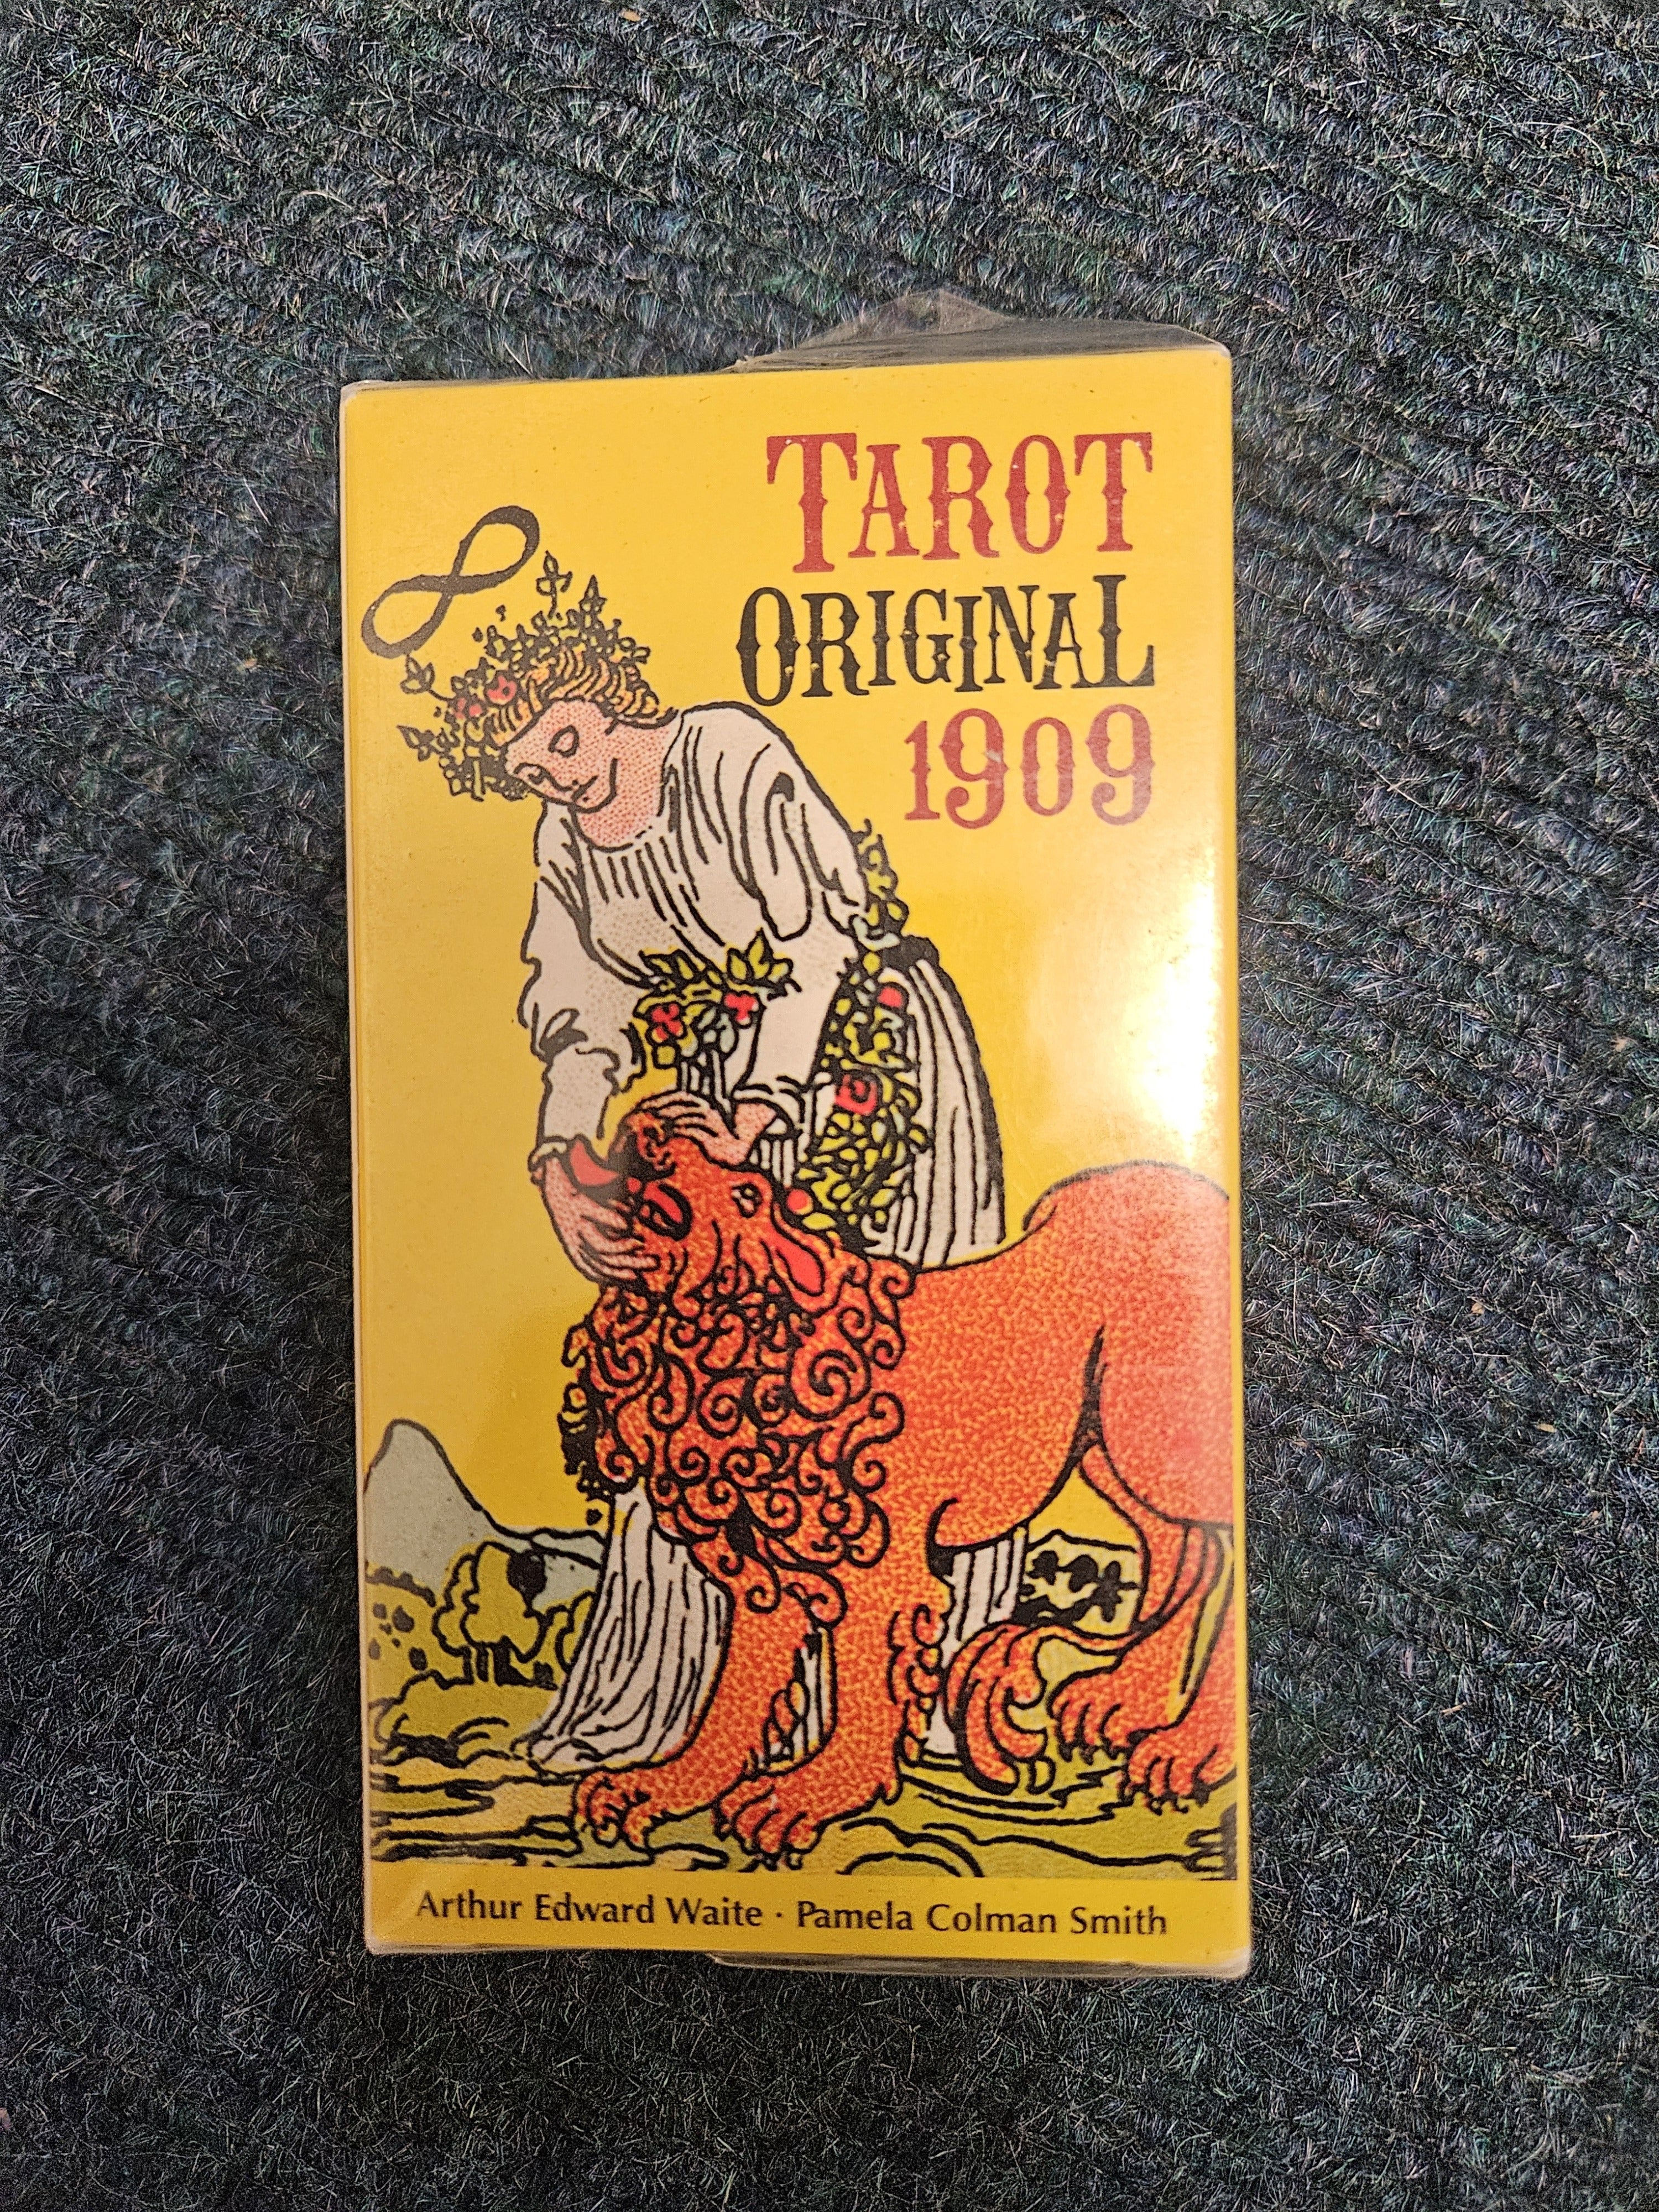 TAROT
ORIGINAL
1909
Arthur Edward Waite · Pamela Colman Smith